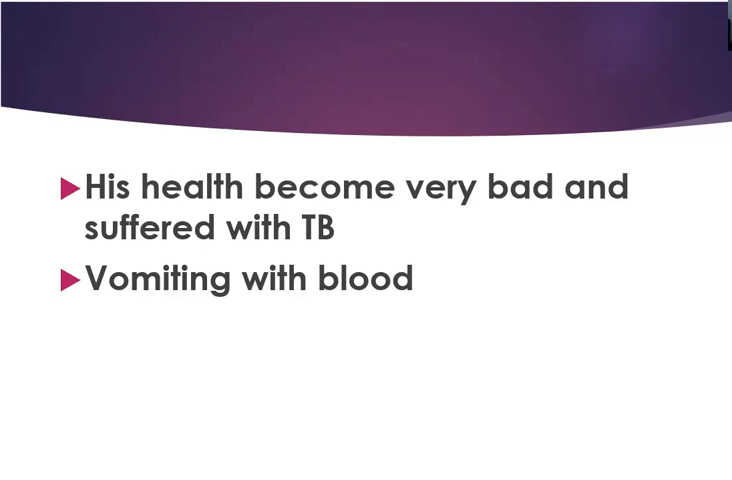 His health become very bad and
suffered with TB
Vomiting with blood